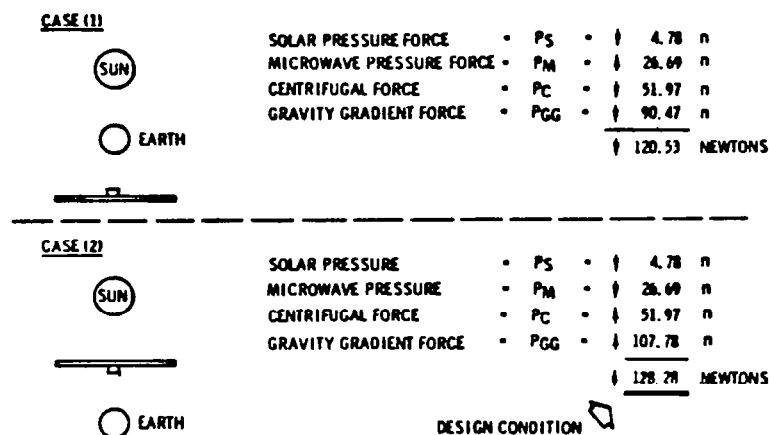 CASE (1)
SUN
EARTH
SOLAR PRESSURE FORCE - PS - 4.78 n
MICROWAVE PRESSURE FORCE - PM - 26.69 n
CENTRIFUGAL FORCE - PC - 51.97 n
GRAVITY GRADIENT FORCE - PGG - 90.47 n
120.53 NEWTONS
CASE (2)
SUN
EARTH
SOLAR PRESSURE - PS - 4.78 n
MICROWAVE PRESSURE - PM - 26.69 n
CENTRIFUGAL FORCE - PC - 51.97 n
GRAVITY GRADIENT FORCE - PGG - 107.78 n
128.28 NEWTONS
DESIGN CONDITION